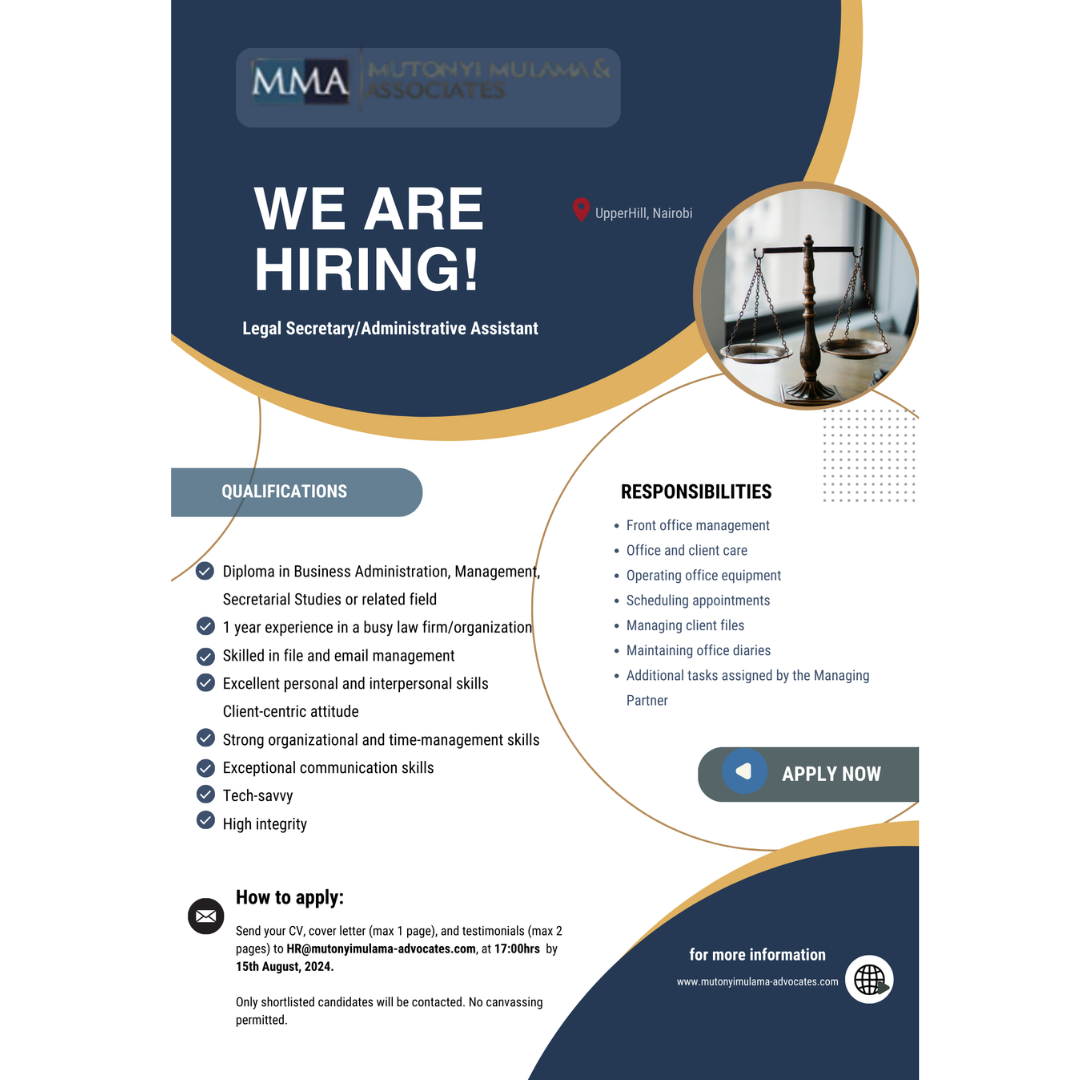 MMA
MUTONYI MULAMA &
ASSOCIATES
WE ARE
HIRING!
UpperHill, Nairobi
Legal Secretary/Administrative Assistant
QUALIFICATIONS
Diploma in Business Administration, Management,
Secretarial Studies or related field
1 year experience in a busy law firm/organization
Skilled in file and email management
Excellent personal and interpersonal skills
Client-centric attitude
Strong organizational and time-management skills
Exceptional communication skills
Tech-savvy
High integrity
RESPONSIBILITIES
• Front office management
• Office and client care
• Operating office equipment
• Scheduling appointments
• Managing client files
• Maintaining office diaries
• Additional tasks assigned by the Managing
Partner
APPLY NOW
How to apply:
Send your CV, cover letter (max 1 page), and testimonials (max 2
pages) to HR@mutonyimulama-advocates.com, at 17:00hrs by
15th August, 2024.
Only shortlisted candidates will be contacted. No canvassing
permitted.
for more information
www.mutonyimulama-advocates.com